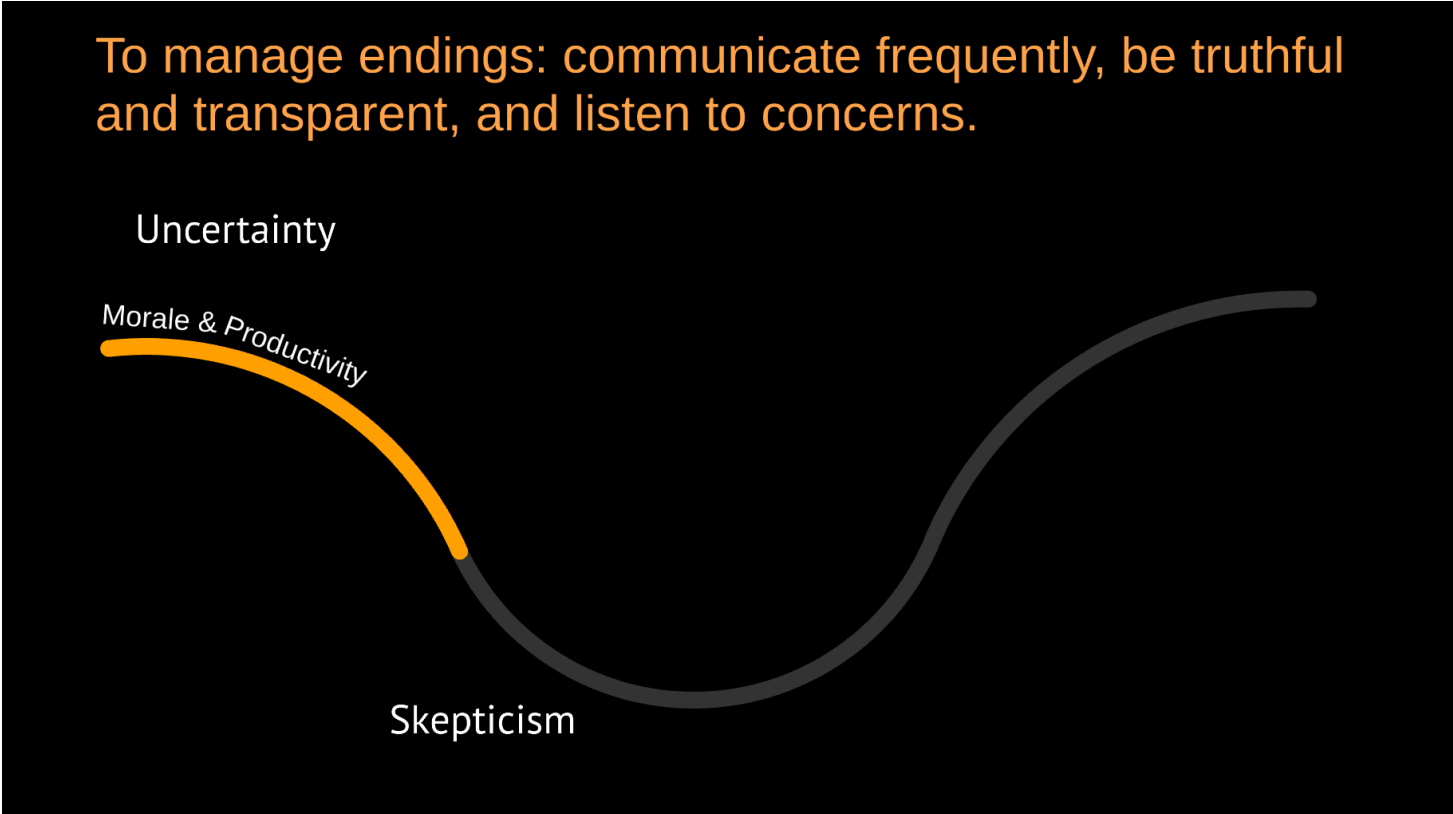 To manage endings: communicate frequently, be truthful
and transparent, and listen to concerns.
Uncertainty
Morale & Productivity
Skepticism